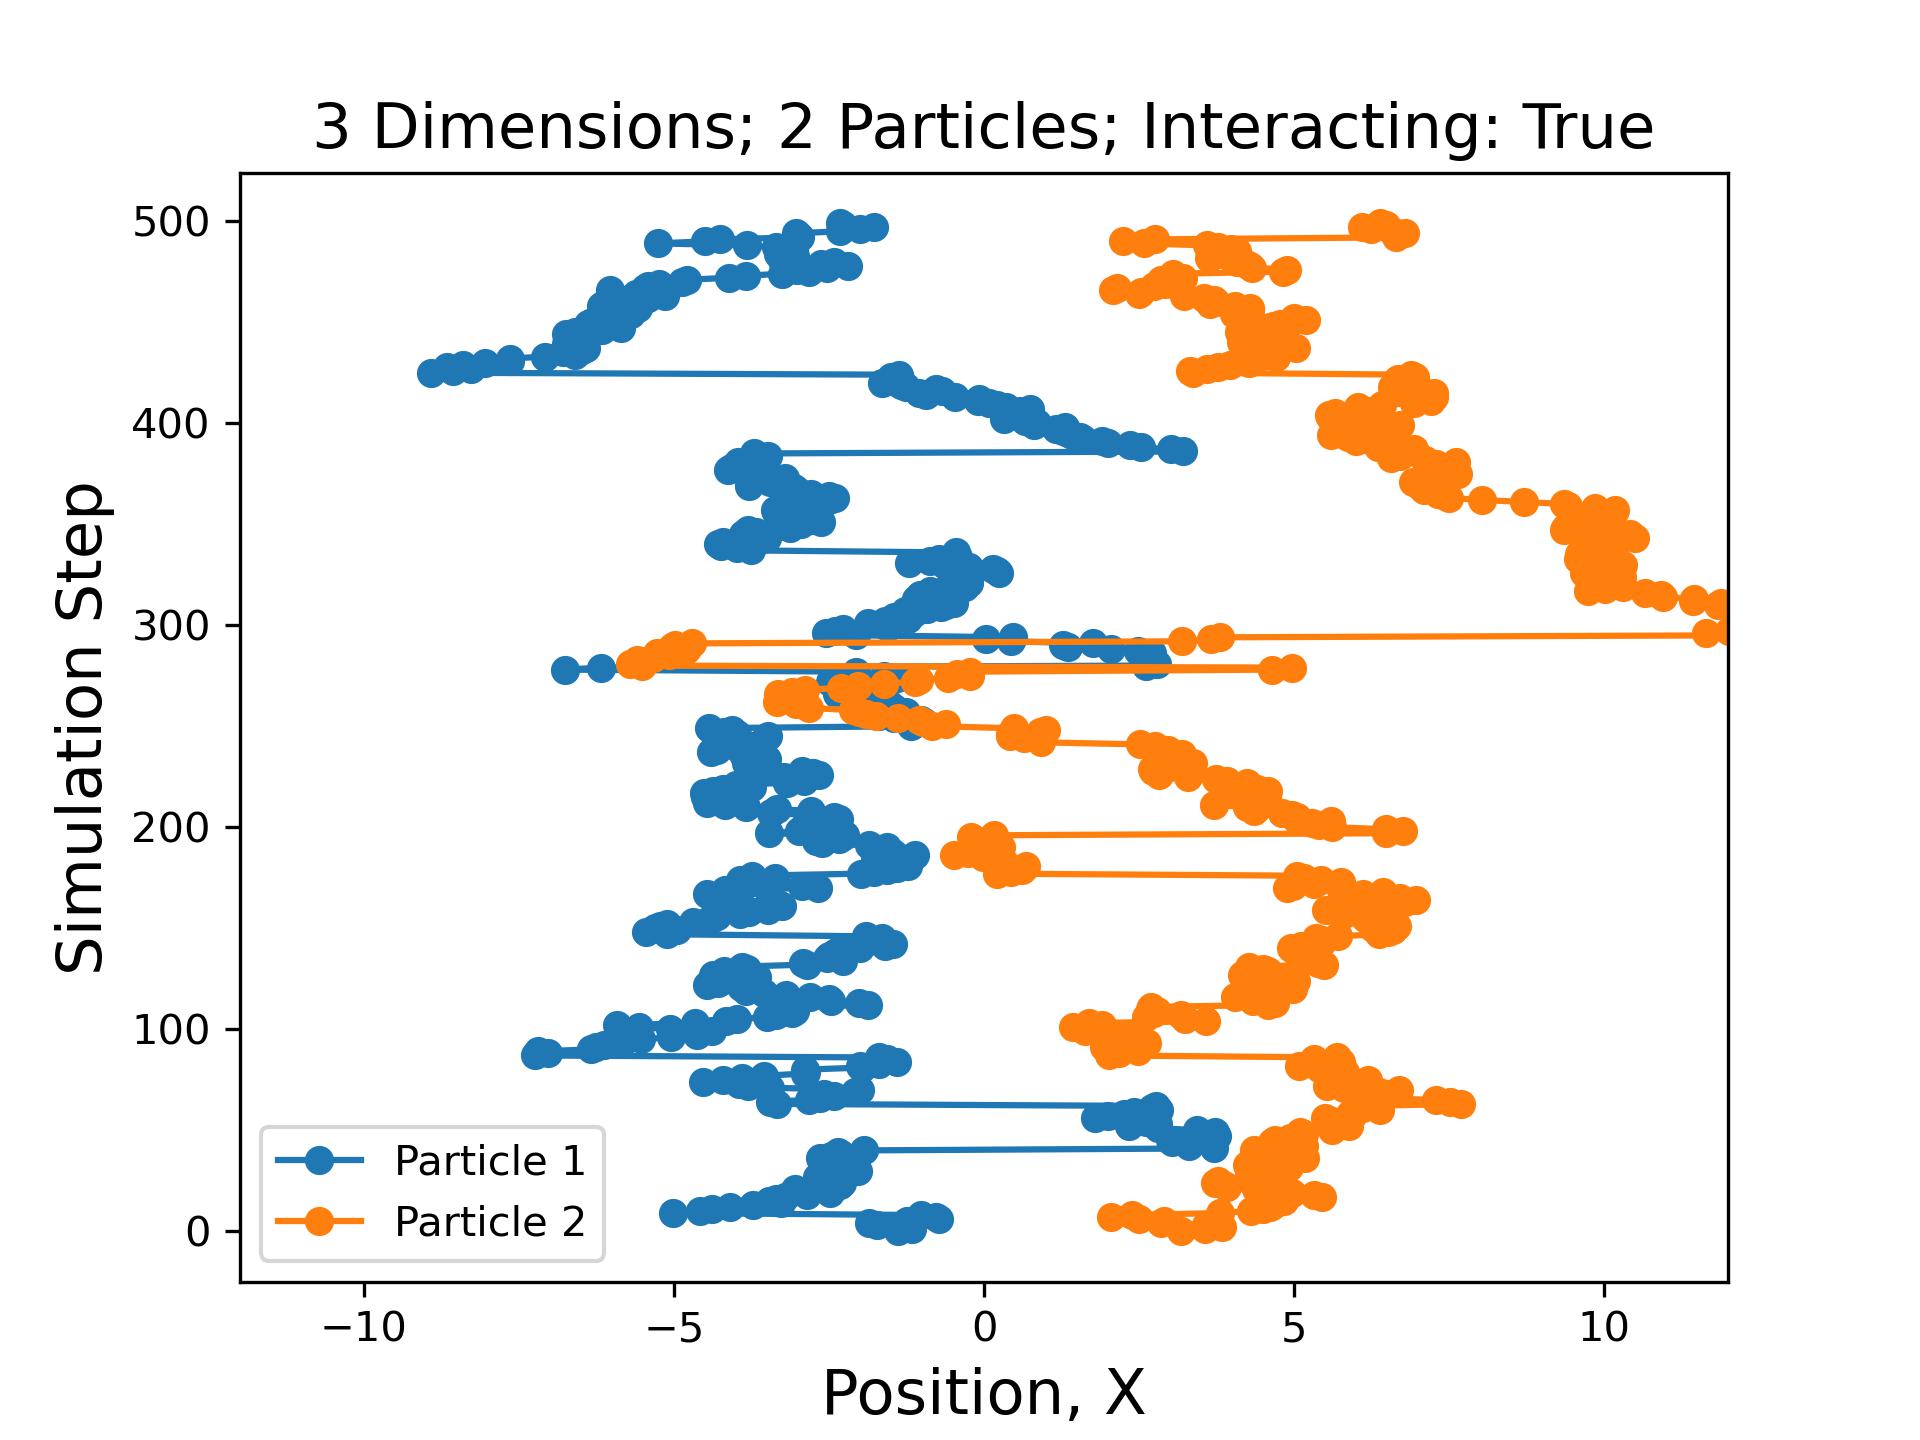 3 Dimensions; 2 Particles; Interacting: True
Simulation Step
500
400
300
200
100
0
Particle 1
Particle 2
−10
−5
0
5
10
Position, X